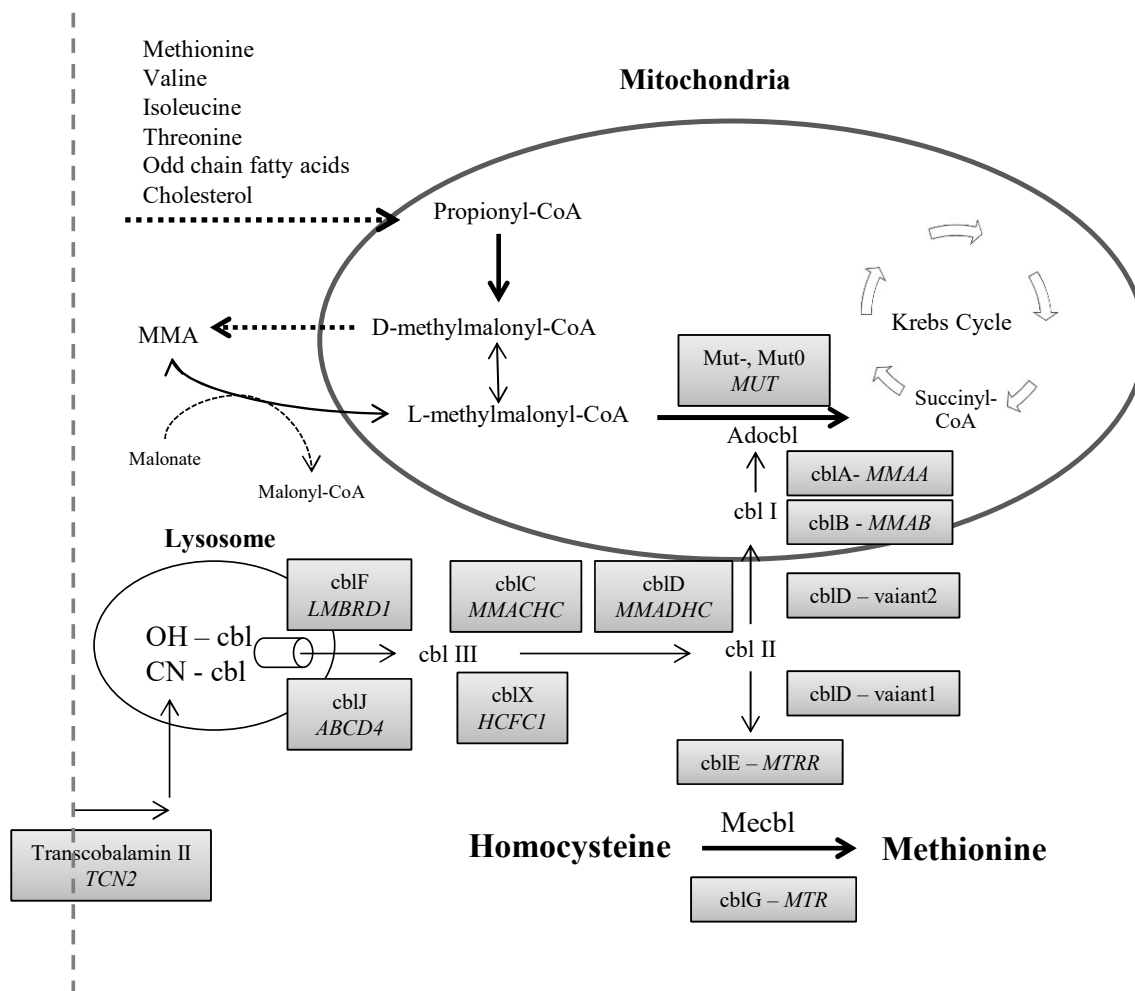 Methionine
Valine
Isoleucine
Threonine
Odd chain fatty acids
Cholesterol
Mitochondria
Propionyl-CoA
D-methylmalonyl-CoA
L-methylmalonyl-CoA
MMA
Malonate
Malonyl-CoA
Mut-, Mut0
MUT
Adocbl
Krebs Cycle
Succinyl-
CoA
cbl I
cblA- MMAA
cblB - MMAB
Lysosome
OH – cbl
CN - cbl
cblF
LMBRD1
cblJ
ABCD4
cbl III
cblC
MMACHC
cblX
HCFC1
cblD
MMADHC
cbl II
cblD – vaiant2
cblD – vaiant1
cblE – MTRR
Transcobalamin II
TCN2
Homocysteine
Mecbl
Methionine
cblG – MTR